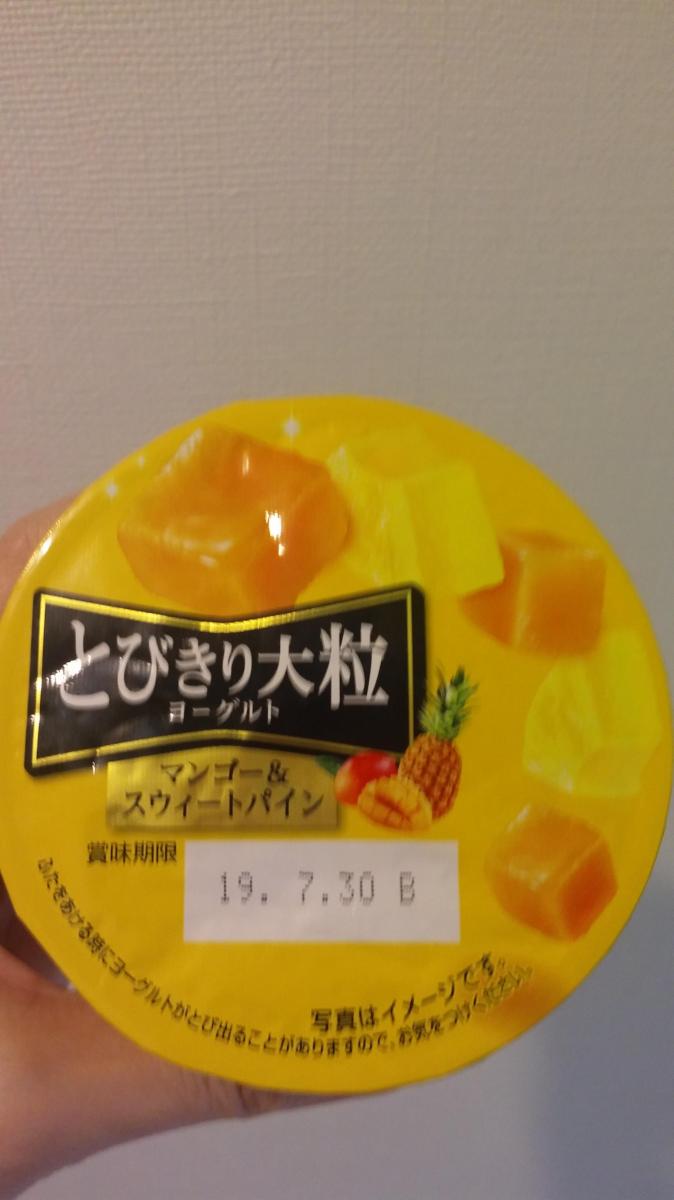 とびきり大粒
ヨーグルト
マンゴー&
スウィートパイン
賞味期限
19. 7.30 B
写真はイメージです。
ふたをあける時にヨーグルトがとび出ることがありますので、お気をつけください。